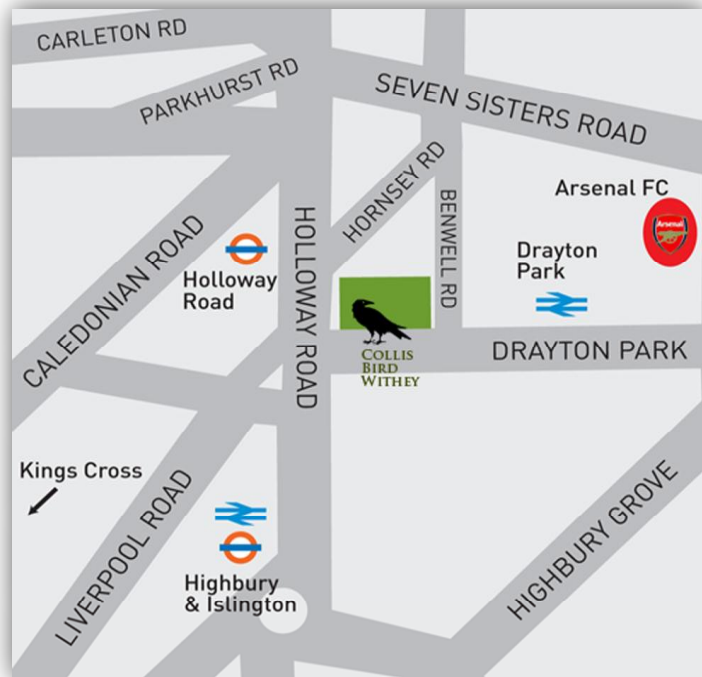 CARLETON RD
PARKHURST RD
SEVEN SISTERS ROAD
HORNSEY RD
Arsenal FC
Arsenal
BENWELL RD
CALEDONIAN ROAD
HOLLOWAY ROAD
Holloway
Road
Drayton
Park
COLLIS
BIRD
WITHEY
DRAYTON PARK
Kings Cross
LIVERPOOL ROAD
Highbury
& Islington
HIGHBURY GROVE